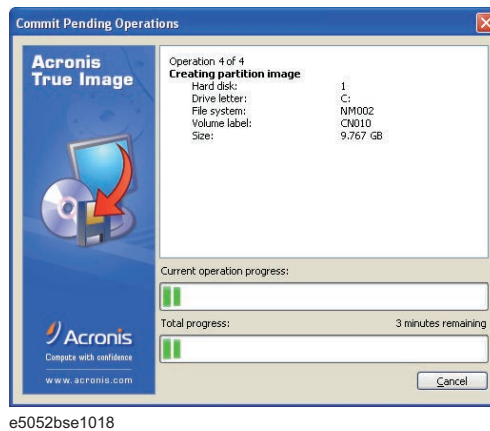 Commit Pending Operations
Acronis
True Image
Operation 4 of 4
Creating partition image
Hard disk: 1
Drive letter: C:
File system: NM002
Volume label: CN010
Size: 9.767 GB
Current operation progress:
Total progress: 3 minutes remaining
Acronis
Compute with confidence
www.acronis.com
Cancel
e5052bse1018